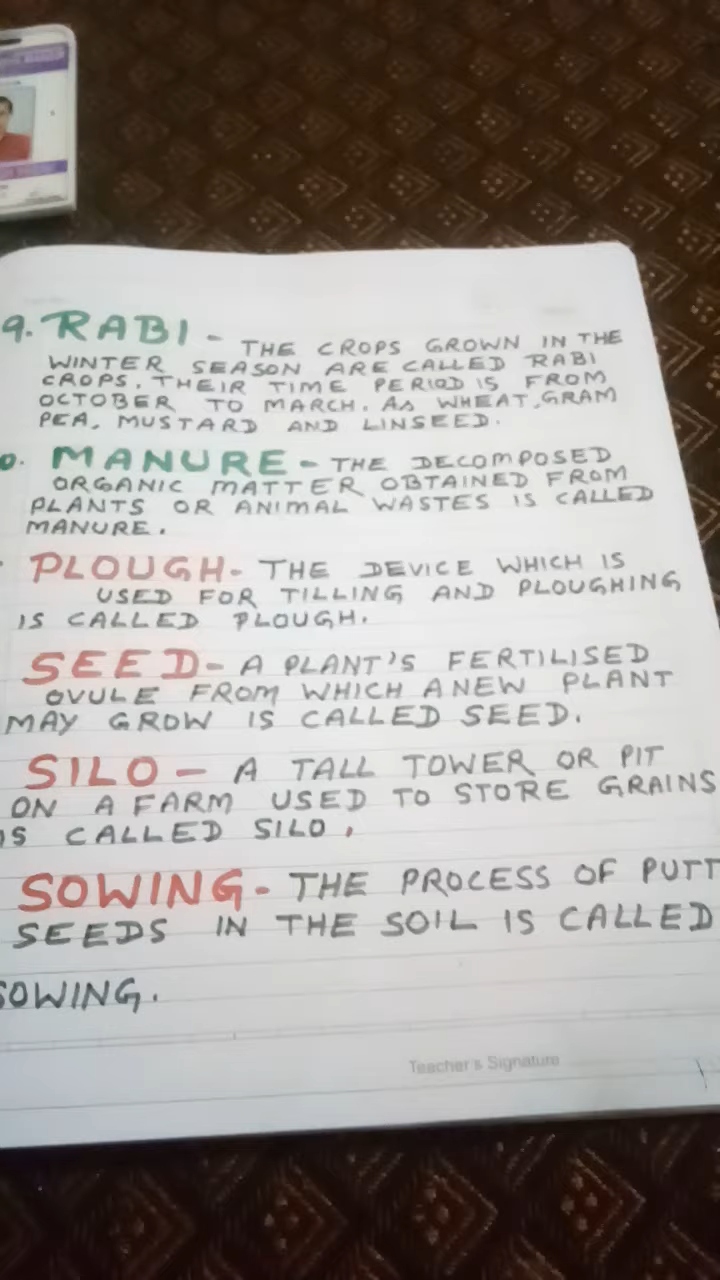 9. RABI - THE CROPS GROWN IN THE
WINTER SEASON ARE CALLED RABI
CROPS. THEIR TIME PERIOD IS FROM
OCTOBER TO MARCH. AS WHEAT, GRAM
PEA, MUSTARD AND LINSEED.
0. MANURE - THE DECOMPOSED
ORGANIC MATTER OBTAINED FROM
PLANTS OR ANIMAL WASTES IS CALLED
MANURE.
PLOUGH - THE DEVICE WHICH IS
USED FOR TILLING AND PLOUGHING
IS CALLED PLOUGH.
SEED - A PLANT'S FERTILISED
OVULE FROM WHICH A NEW PLANT
MAY GROW IS CALLED SEED.
SILO - A TALL TOWER OR PIT
ON A FARM USED TO STORE GRAINS
IS CALLED SILO.
SOWING - THE PROCESS OF PUTT
SEEDS IN THE SOIL IS CALLED
SOWING.
Teacher's Signature